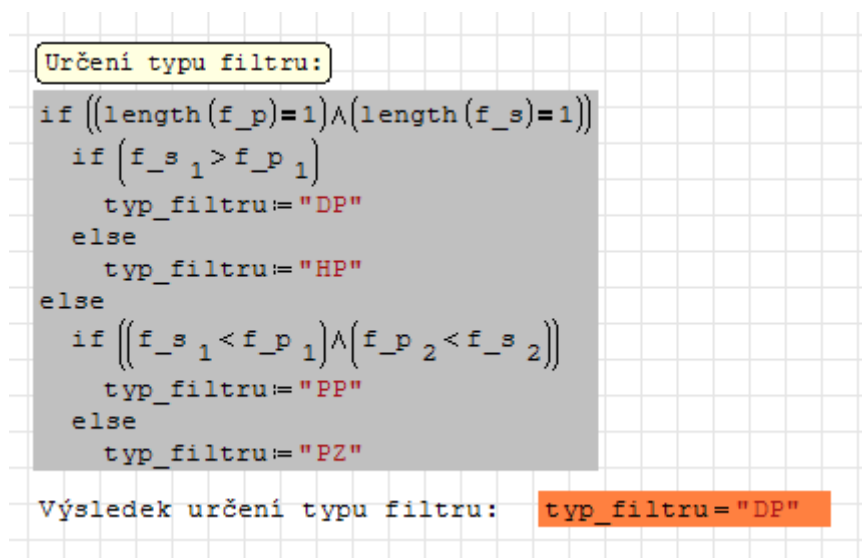 Určení typu filtru:
if ((length(f_p)=1)∧(length(f_s)=1))
if (f_s 1 > f_p 1)
typ_filtru:="DP"
else
typ_filtru:="HP"
else
if ((f_s 1 < f_p 1)∧(f_p 2 < f_s 2))
typ_filtru:="PP"
else
typ_filtru:="PZ"
Výsledek určení typu filtru: typ_filtru="DP"